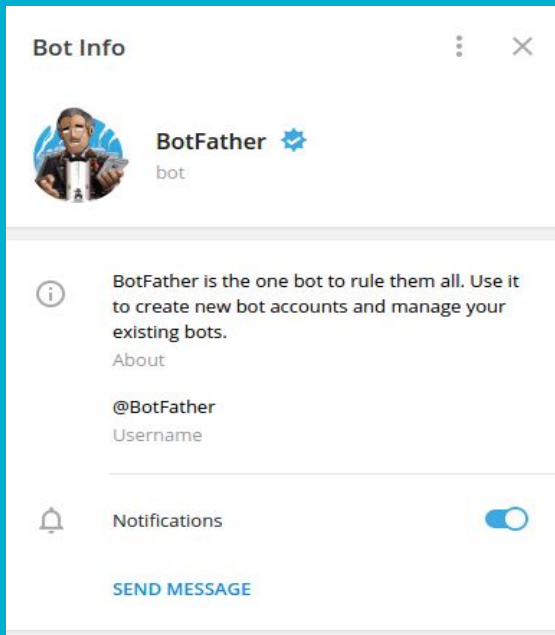 Bot Info
BotFather
bot
BotFather is the one bot to rule them all. Use it
to create new bot accounts and manage your
existing bots.
About
@BotFather
Username
Notifications
SEND MESSAGE